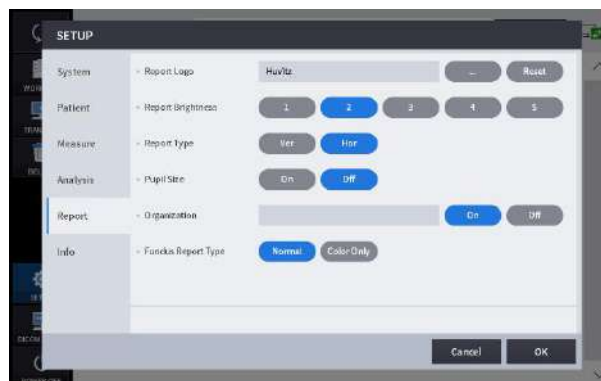 SETUP
System
Report Logo Huvitz ... Reset
Patient
Report Brightness 1 2 3 4 5
Measure
Report Type Ver Hor
Analysis
Pupil Size On Off
Report
Organization On Off
Info
Fundus Report Type Normal Color Only
Cancel OK